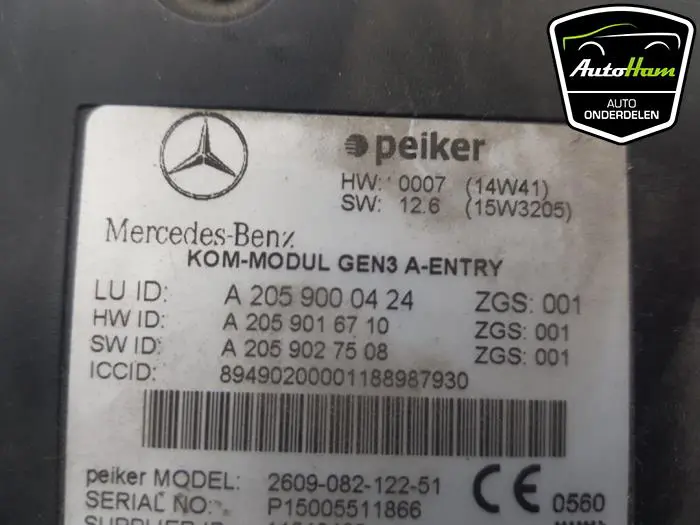 AutoHam
AUTO
ONDERDELEN
peiker
HW: 0007 (14W41)
SW: 12.6 (15W3205)
Mercedes-Benz
KOM-MODUL GEN3 A-ENTRY
LU ID: A 205 900 04 24 ZGS: 001
HW ID: A 205 901 67 10 ZGS: 001
SW ID: A 205 902 75 08 ZGS: 001
ICCID: 89490200001188987930
peiker MODEL: 2609-082-122-51
SERIAL NO: P15005511866
CE 0560
SUPPLIER ID